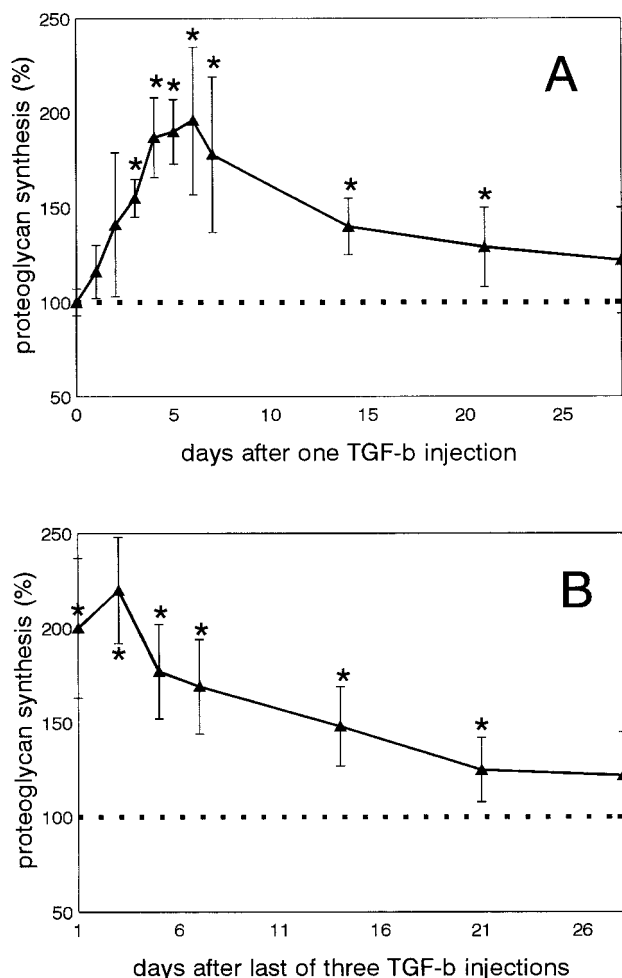 250
A
200
150
100
50
proteoglycan synthesis (%)
* * * * * * *
0 5 10 15 20 25
days after one TGF-b injection
250
B
200
150
100
50
proteoglycan synthesis (%)
* * * * * *
1 6 11 16 21 26
days after last of three TGF-b injections